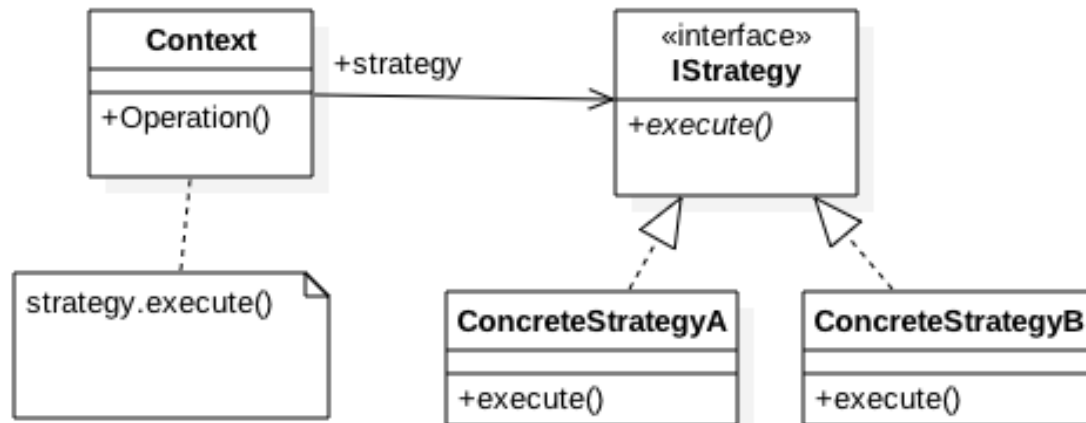 Context
+Operation()
+strategy
«interface»
IStrategy
+execute()
strategy.execute()
ConcreteStrategyA
+execute()
ConcreteStrategyB
+execute()